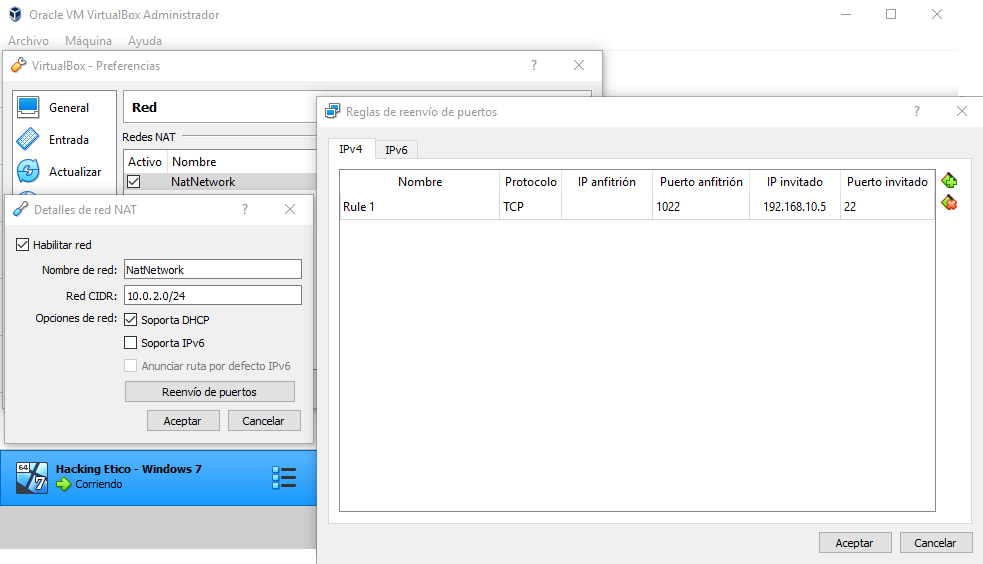 Oracle VM VirtualBox Administrador
Archivo Máquina Ayuda
VirtualBox - Preferencias ?
General
Entrada
Actualizar
Red
Redes NAT
Activo Nombre
NatNetwork
Detalles de red NAT ?
Habilitar red
Nombre de red: NatNetwork
Red CIDR: 10.0.2.0/24
Opciones de red: Soporta DHCP
Soporta IPv6
Anunciar ruta por defecto IPv6
Reenvío de puertos
Aceptar Cancelar
64
7
Hacking Etico - Windows 7
Corriendo
Reglas de reenvío de puertos ?
IPv4 IPv6
Nombre Protocolo IP anfitrión Puerto anfitrión IP invitado Puerto invitado
Rule 1 TCP 1022 192.168.10.5 22
Aceptar Cancelar